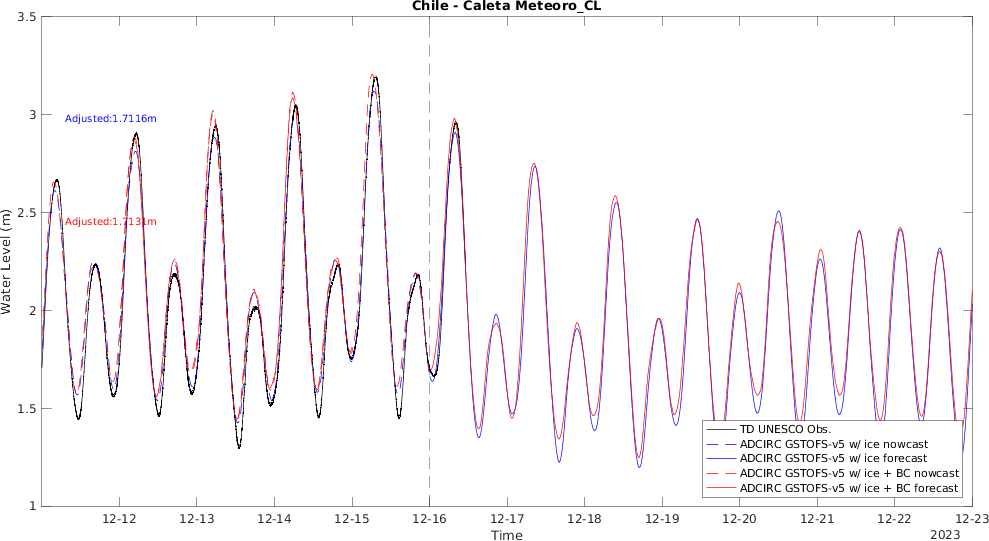 Chile - Caleta Meteoro_CL
3.5
3
2.5
2
1.5
1
Water Level (m)
Adjusted:1.7116m
Adjusted:1.7131m
TD UNESCO Obs.
ADCIRC GSTOFS-v5 w/ ice nowcast
ADCIRC GSTOFS-v5 w/ ice forecast
ADCIRC GSTOFS-v5 w/ ice + BC nowcast
ADCIRC GSTOFS-v5 w/ ice + BC forecast
12-12 12-13 12-14 12-15 12-16 12-17 12-18 12-19 12-20 12-21 12-22 12-23
Time
2023